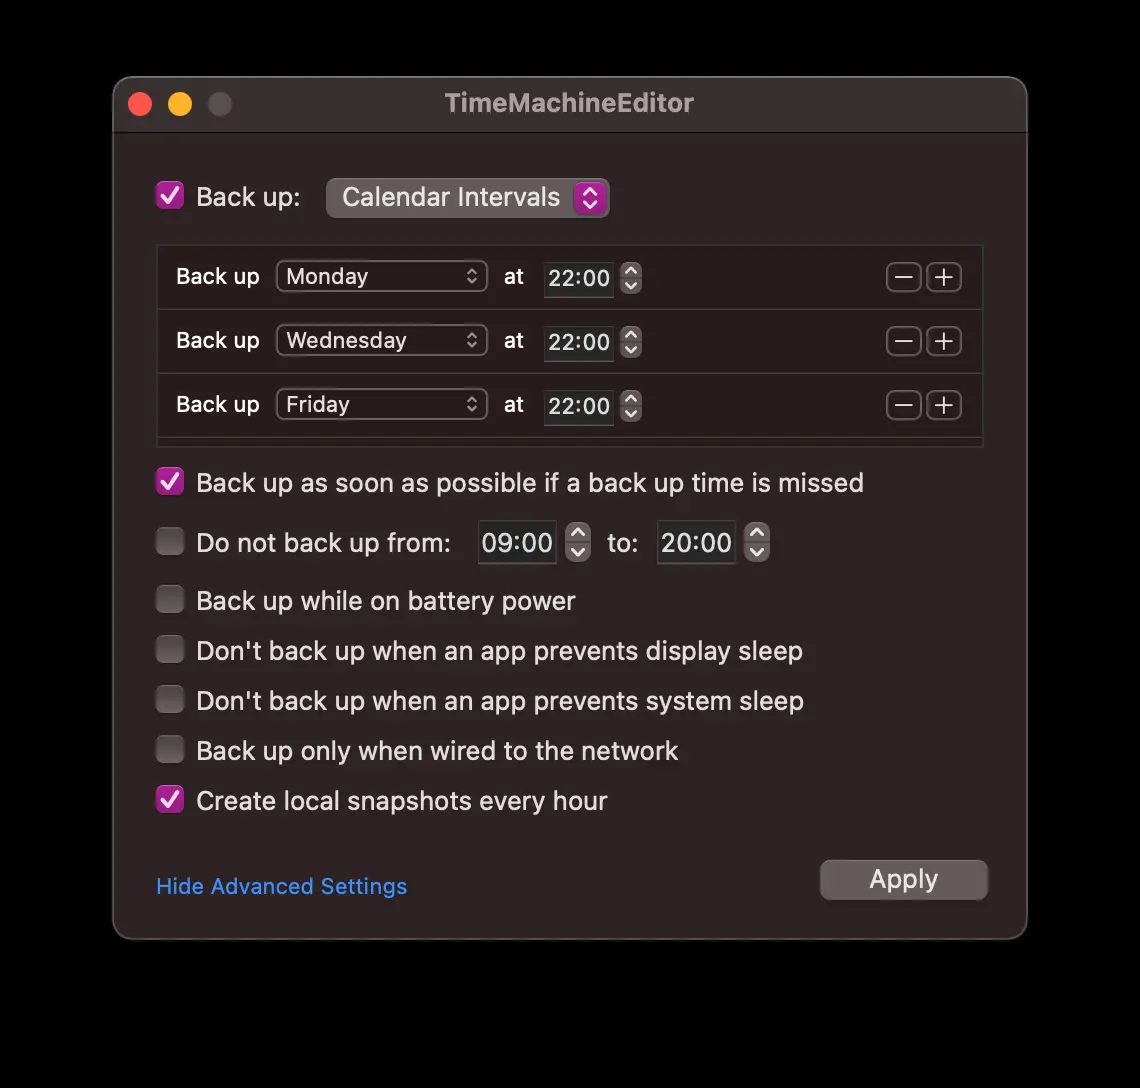 TimeMachineEditor
Back up: Calendar Intervals
Back up Monday at 22:00
Back up Wednesday at 22:00
Back up Friday at 22:00
Back up as soon as possible if a back up time is missed
Do not back up from: 09:00 to: 20:00
Back up while on battery power
Don't back up when an app prevents display sleep
Don't back up when an app prevents system sleep
Back up only when wired to the network
Create local snapshots every hour
Hide Advanced Settings
Apply